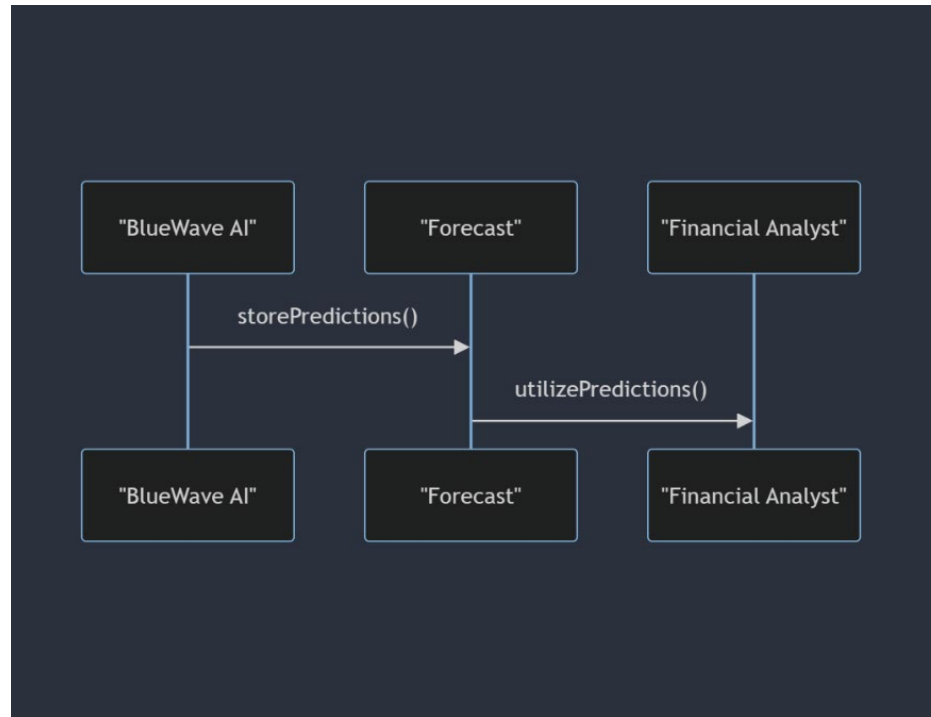 "BlueWave AI"
"Forecast"
"Financial Analyst"
storePredictions()
utilizePredictions()
"BlueWave AI"
"Forecast"
"Financial Analyst"